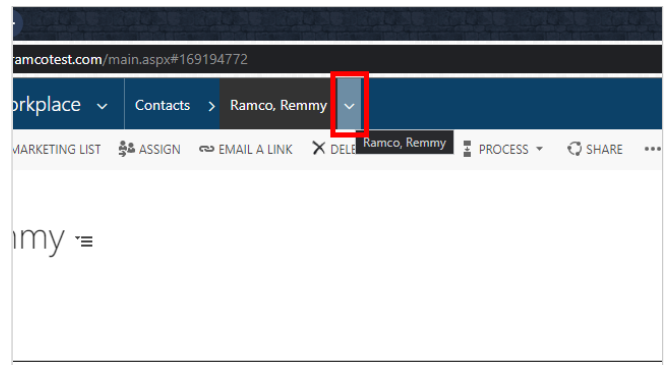 ramcotest.com/main.aspx#169194772
orkplace Contacts > Ramco, Remmy
MARKETING LIST ASSIGN EMAIL A LINK DELE Ramco, Remmy PROCESS SHARE ...
mmy